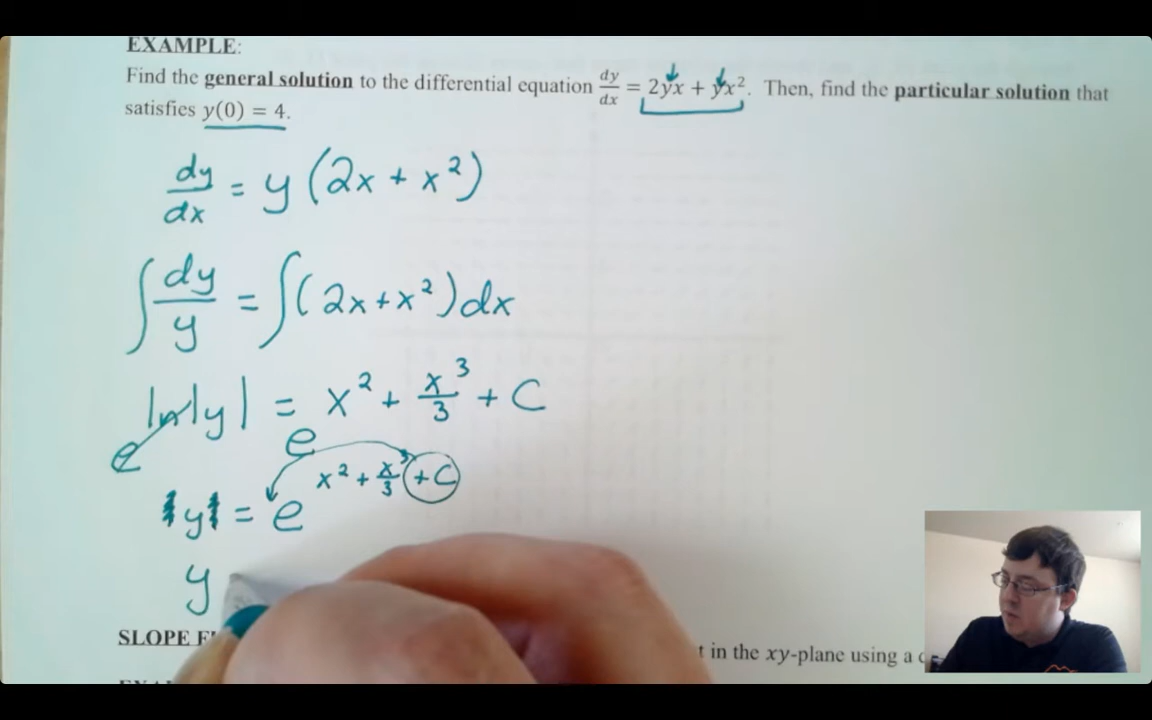 EXAMPLE:
Find the general solution to the differential equation dy/dx = 2yx + yx². Then, find the particular solution that
satisfies y(0) = 4.
dy/dx = y (2x + x²)
∫ dy/y = ∫ (2x + x²) dx
ln|y| = x² + x³/3 + C
e e
|y| = e^(x² + x³/3 + C)
y
SLOPE
in the xy-plane using a